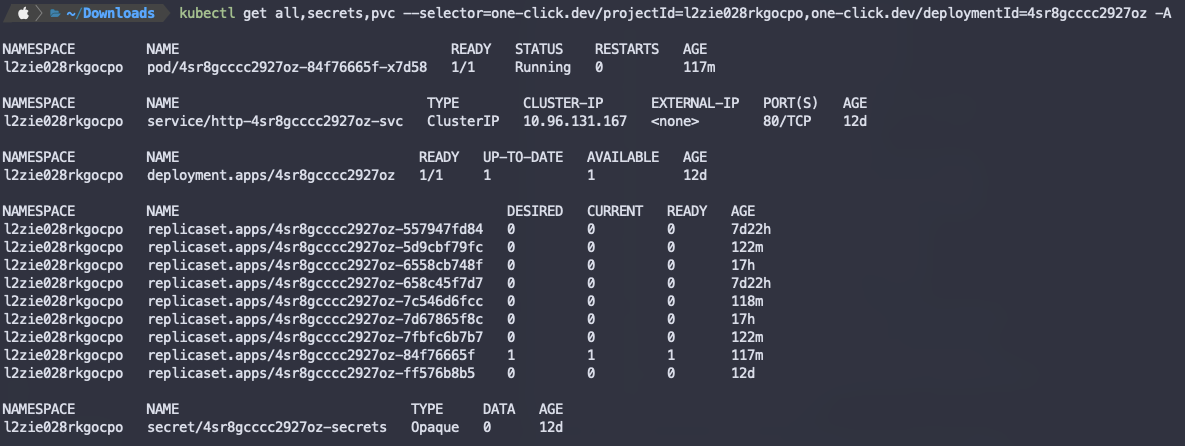 ~/Downloads kubectl get all,secrets,pvc --selector=one-click.dev/projectId=l2zie028rkgocpo,one-click.dev/deploymentId=4sr8gcccc2927oz -A
NAMESPACE NAME READY STATUS RESTARTS AGE
l2zie028rkgocpo pod/4sr8gcccc2927oz-84f76665f-x7d58 1/1 Running 0 117m
NAMESPACE NAME TYPE CLUSTER-IP EXTERNAL-IP PORT(S) AGE
l2zie028rkgocpo service/http-4sr8gcccc2927oz-svc ClusterIP 10.96.131.167 <none> 80/TCP 12d
NAMESPACE NAME READY UP-TO-DATE AVAILABLE AGE
l2zie028rkgocpo deployment.apps/4sr8gcccc2927oz 1/1 1 1 12d
NAMESPACE NAME DESIRED CURRENT READY AGE
l2zie028rkgocpo replicaset.apps/4sr8gcccc2927oz-557947fd84 0 0 0 7d22h
l2zie028rkgocpo replicaset.apps/4sr8gcccc2927oz-5d9cbf79fc 0 0 0 122m
l2zie028rkgocpo replicaset.apps/4sr8gcccc2927oz-6558cb748f 0 0 0 17h
l2zie028rkgocpo replicaset.apps/4sr8gcccc2927oz-658c45f7d7 0 0 0 7d22h
l2zie028rkgocpo replicaset.apps/4sr8gcccc2927oz-7c546d6fcc 0 0 0 118m
l2zie028rkgocpo replicaset.apps/4sr8gcccc2927oz-7d67865f8c 0 0 0 17h
l2zie028rkgocpo replicaset.apps/4sr8gcccc2927oz-7fbfc6b7b7 0 0 0 122m
l2zie028rkgocpo replicaset.apps/4sr8gcccc2927oz-84f76665f 1 1 1 117m
l2zie028rkgocpo replicaset.apps/4sr8gcccc2927oz-ff576b8b5 0 0 0 12d
NAMESPACE NAME TYPE DATA AGE
l2zie028rkgocpo secret/4sr8gcccc2927oz-secrets Opaque 0 12d